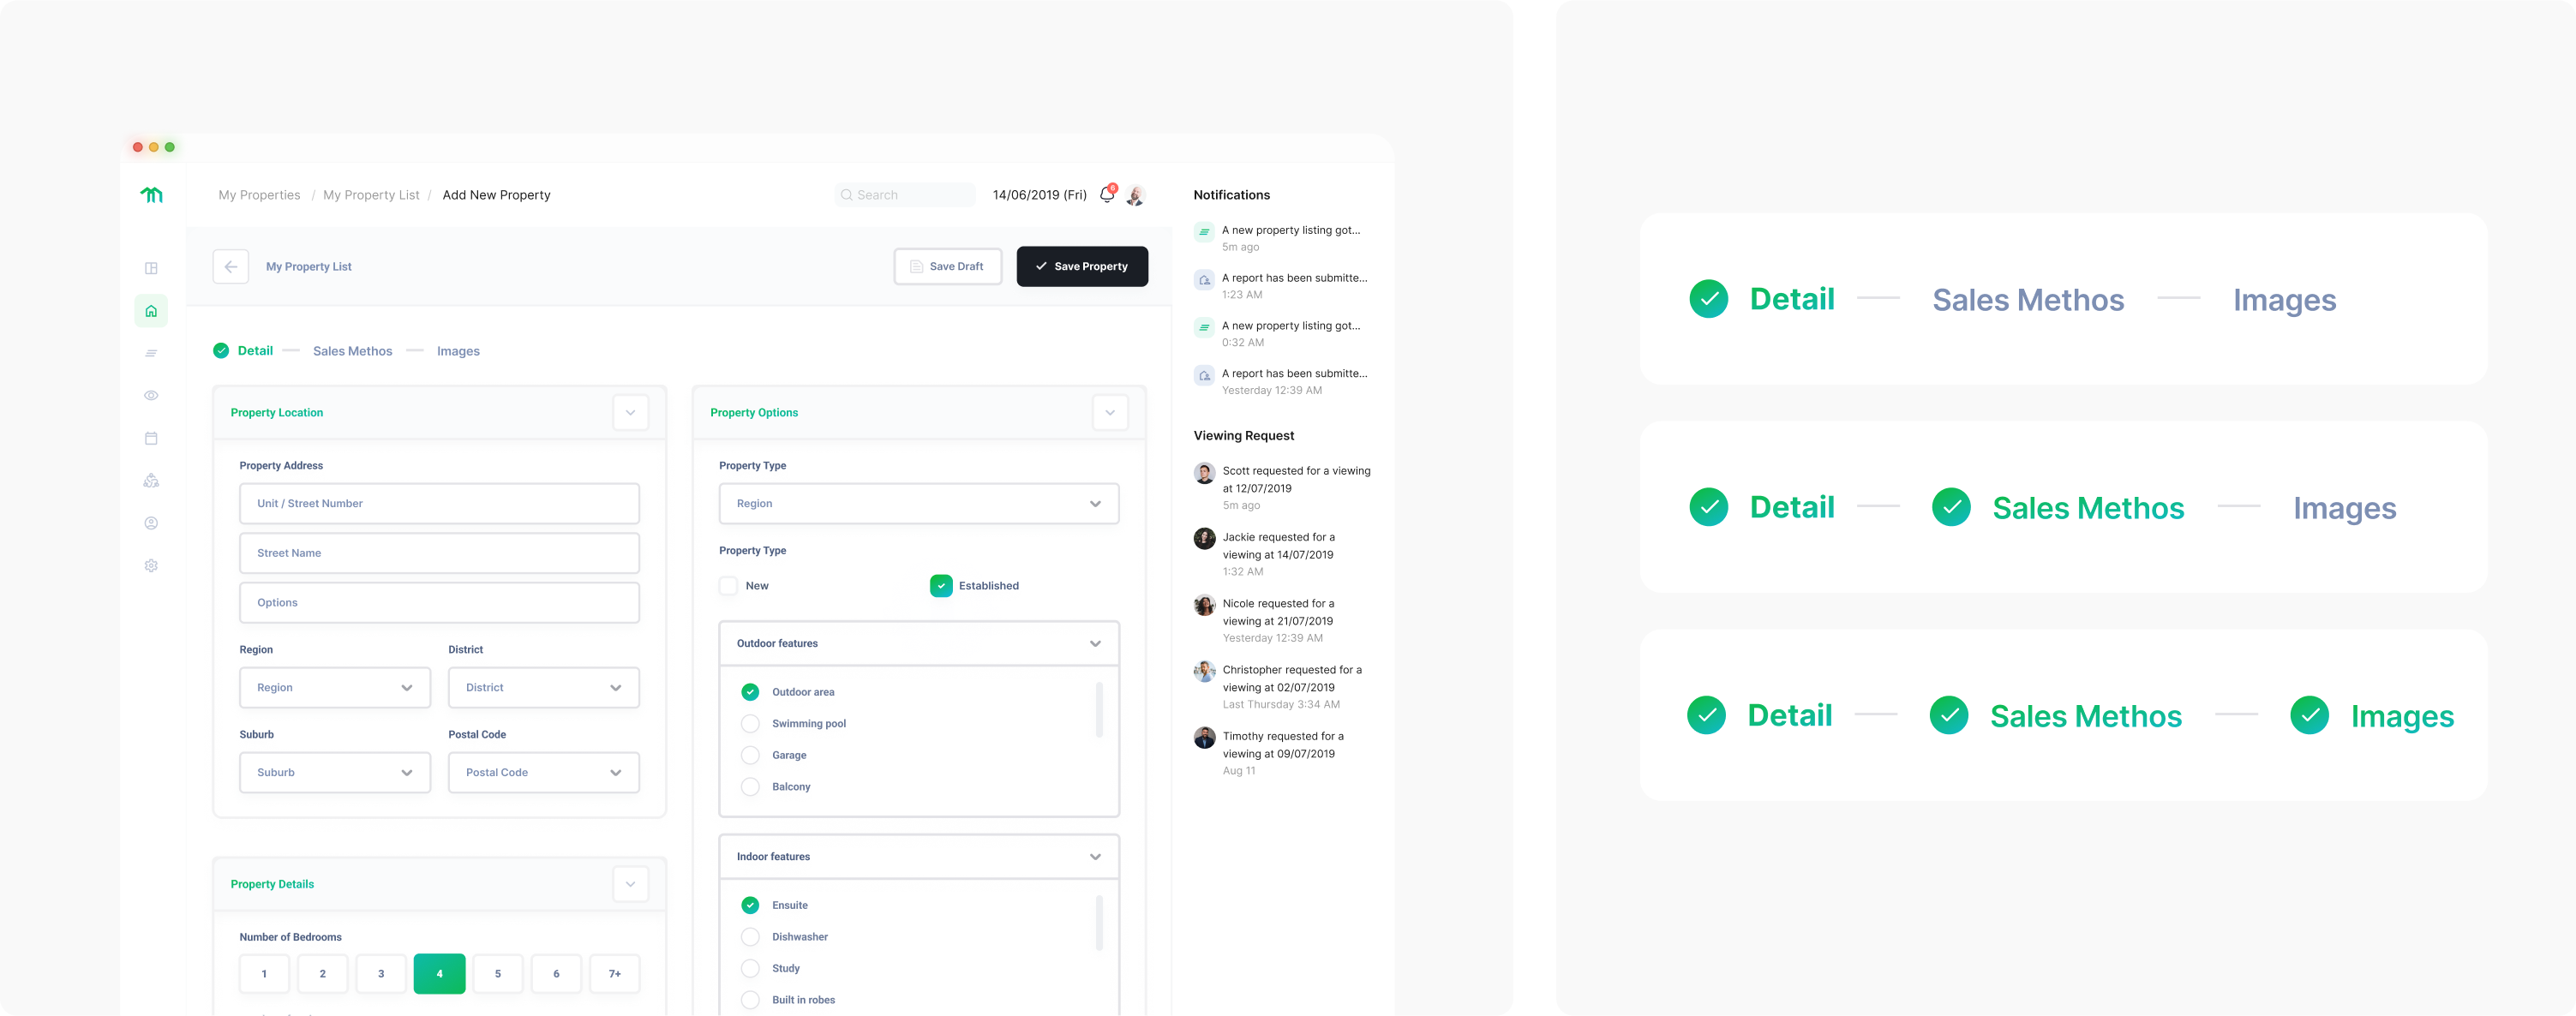 My Properties / My Property List / Add New Property
Search
14/06/2019 (Fri)
6
My Property List
Save Draft
Save Property
Detail
Sales Methos
Images
Property Location
Property Address
Unit / Street Number
Street Name
Options
Region
District
Region
District
Suburb
Postal Code
Suburb
Postal Code
Property Details
Number of Bedrooms
1
2
3
4
5
6
7+
Property Options
Property Type
Region
Property Type
New
Established
Outdoor features
Outdoor area
Swimming pool
Garage
Balcony
Indoor features
Ensuite
Dishwasher
Study
Built in robes
Notifications
A new property listing got...
5m ago
A report has been submitte...
1:23 AM
A new property listing got...
0:32 AM
A report has been submitte...
Yesterday 12:39 AM
Viewing Request
Scott requested for a viewing
at 12/07/2019
5m ago
Jackie requested for a
viewing at 14/07/2019
1:32 AM
Nicole requested for a
viewing at 21/07/2019
Yesterday 12:39 AM
Christopher requested for a
viewing at 02/07/2019
Last Thursday 3:34 AM
Timothy requested for a
viewing at 09/07/2019
Aug 11
Detail
Sales Methos
Images
Detail
Sales Methos
Images
Detail
Sales Methos
Images